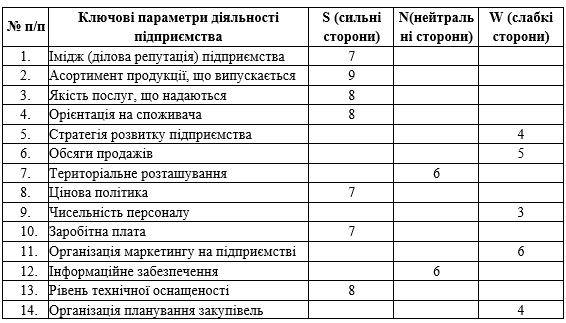 № п/п Ключові параметри діяльності підприємства S (сильні сторони) N(нейтраль ні сторони) W (слабкі сторони)
1. Імідж (ділова репутація) підприємства 7
2. Асортимент продукції, що випускається 9
3. Якість послуг, що надаються 8
4. Орієнтація на споживача 8
5. Стратегія розвитку підприємства 4
6. Обсяги продажів 5
7. Територіальне розташування 6
8. Цінова політика 7
9. Чисельність персоналу 3
10. Заробітна плата 7
11. Організація маркетингу на підприємстві 6
12. Інформаційне забезпечення 6
13. Рівень технічної оснащеності 8
14. Організація планування закупівель 4